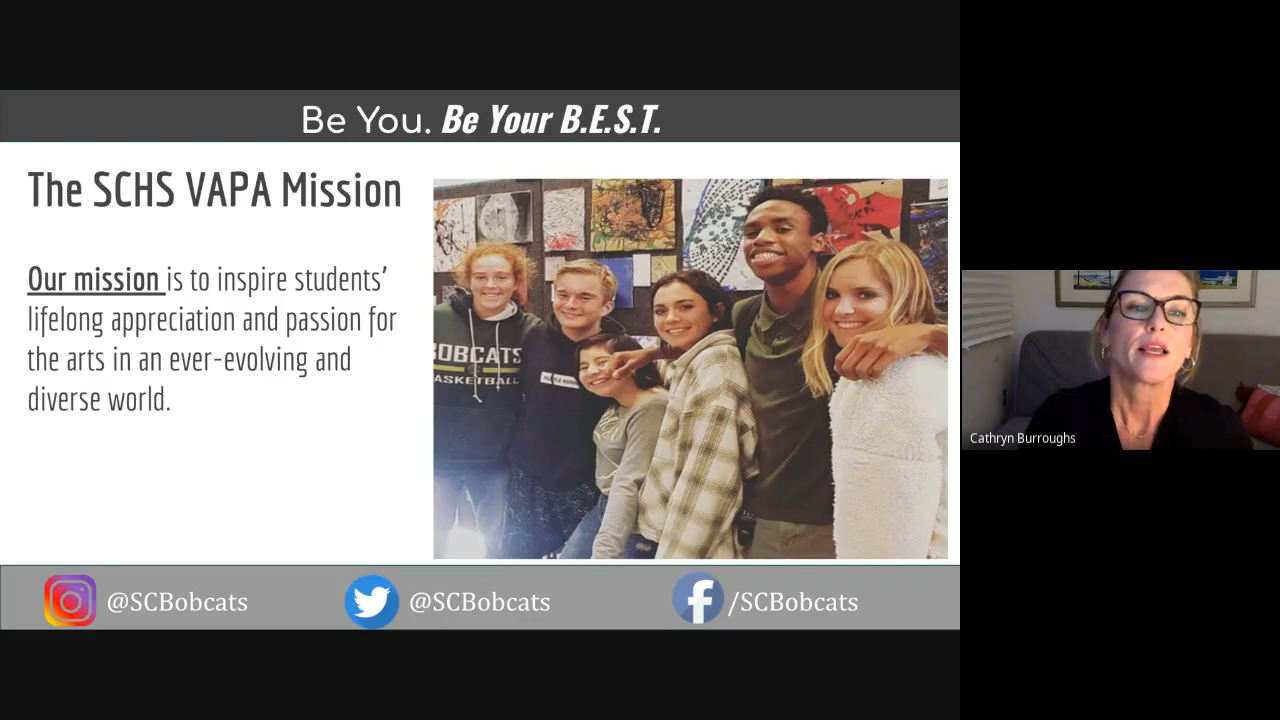 Be You. Be Your B.E.S.T.
The SCHS VAPA Mission
Our mission is to inspire students’
lifelong appreciation and passion for
the arts in an ever-evolving and
diverse world.
BOBCATS
BASKETBALL
Cathryn Burroughs
@SCBobcats
@SCBobcats
/SCBobcats